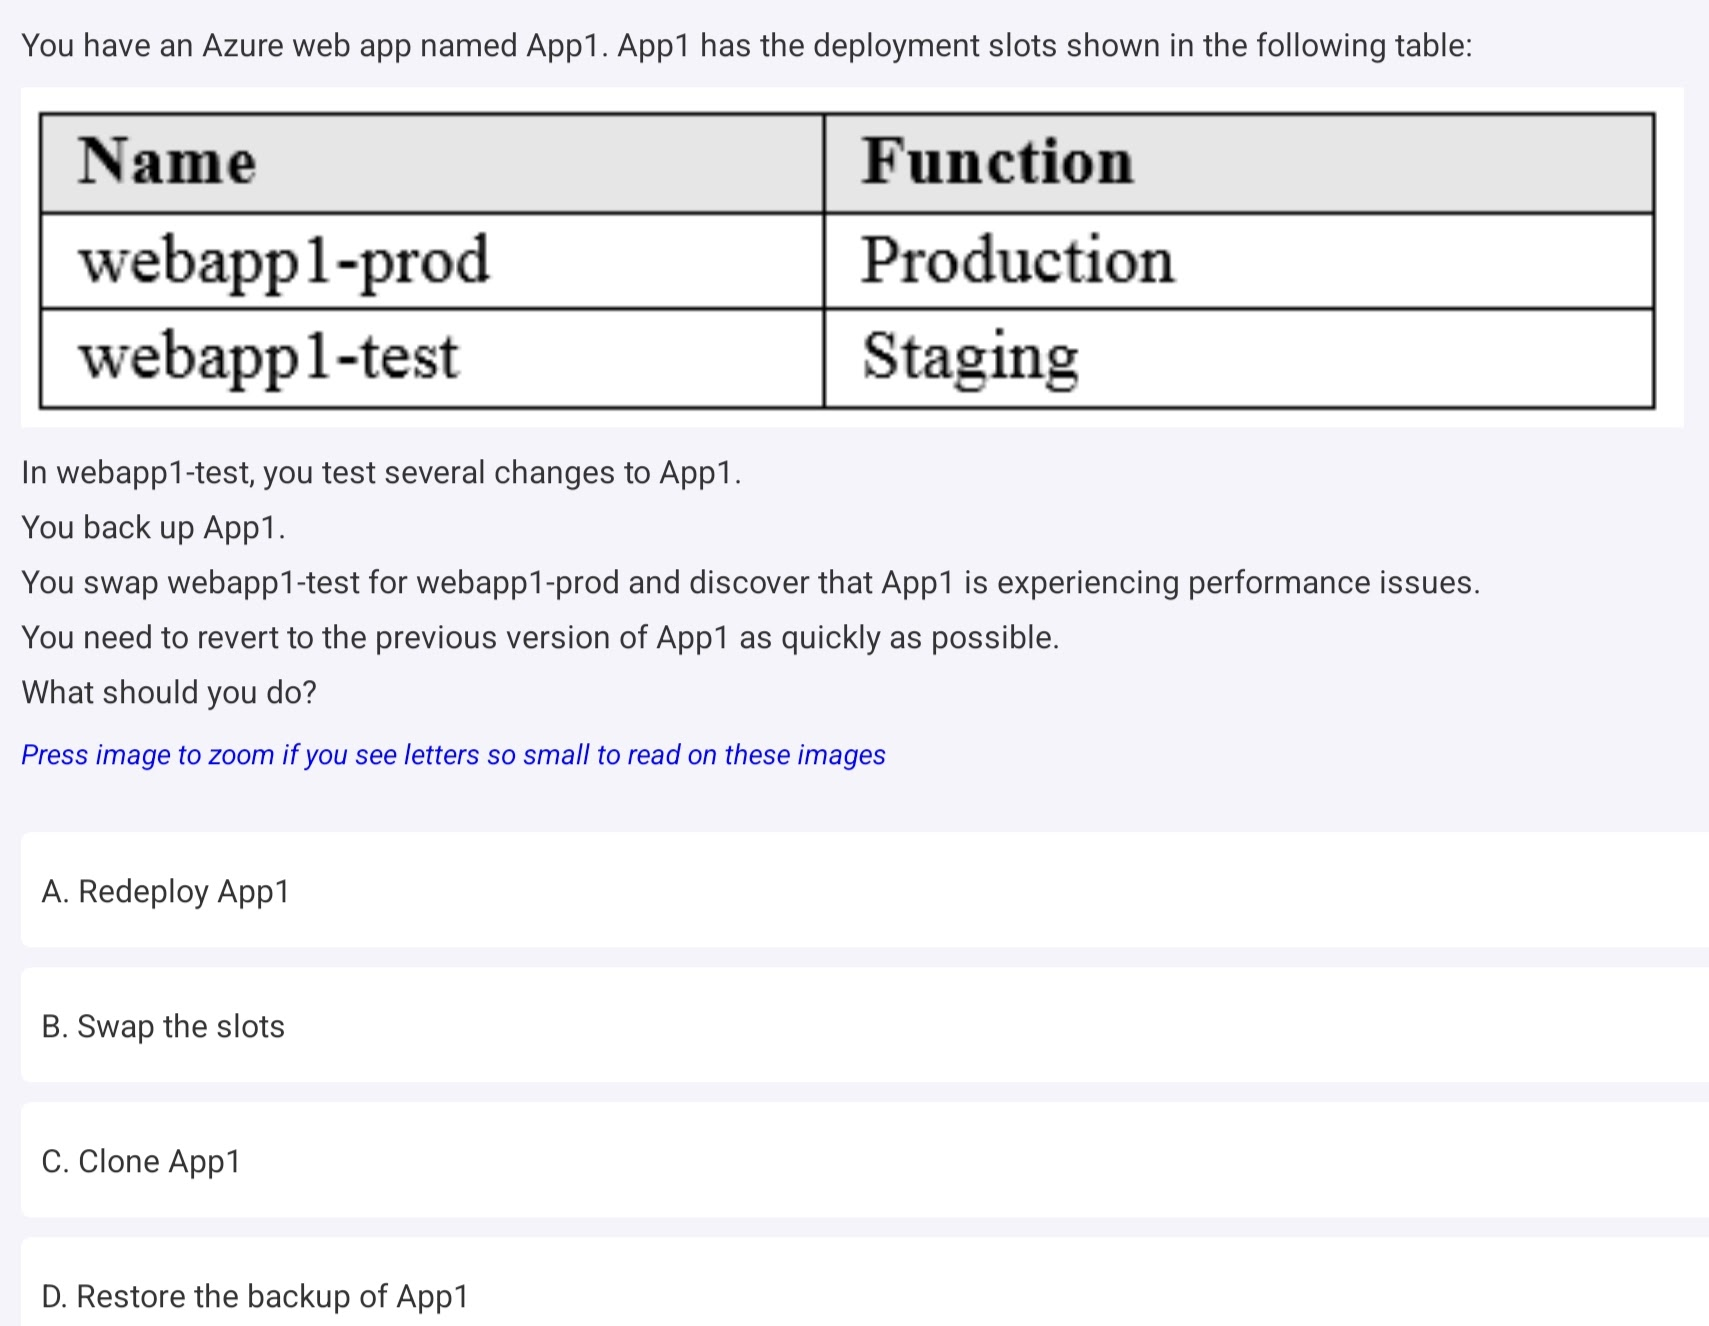 You have an Azure web app named App1. App1 has the deployment slots shown in the following table:
Name Function
webapp1-prod Production
webapp1-test Staging
In webapp1-test, you test several changes to App1.
You back up App1.
You swap webapp1-test for webapp1-prod and discover that App1 is experiencing performance issues.
You need to revert to the previous version of App1 as quickly as possible.
What should you do?
Press image to zoom if you see letters so small to read on these images
A. Redeploy App1
B. Swap the slots
C. Clone App1
D. Restore the backup of App1